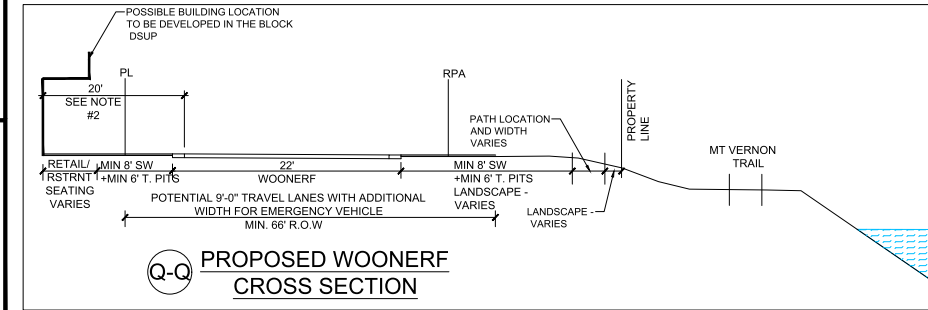 POSSIBLE BUILDING LOCATION
TO BE DEVELOPED IN THE BLOCK
DSUP
PL
RPA
20'
SEE NOTE
#2
PATH LOCATION
AND WIDTH
VARIES
PROPERTY
LINE
MT VERNON
TRAIL
RETAIL/
RSTRNT
SEATING
VARIES
MIN 8' SW
+MIN 6' T. PITS
22'
WOONERF
MIN 8' SW
+MIN 6' T. PITS
LANDSCAPE -
VARIES
LANDSCAPE -
VARIES
POTENTIAL 9'-0" TRAVEL LANES WITH ADDITIONAL
WIDTH FOR EMERGENCY VEHICLE
MIN. 66' R.O.W
Q-Q
PROPOSED WOONERF
CROSS SECTION